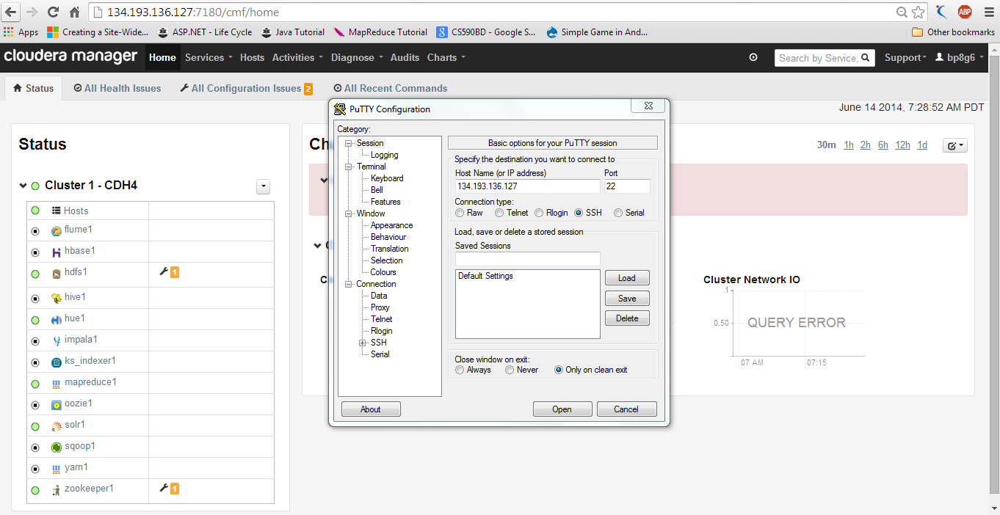 134.193.136.127:7180/cmf/home
ABP
Apps Creating a Site-Wide... ASP.NET - Life Cycle Java Tutorial MapReduce Tutorial 8 CS590BD - Google S... Simple Game in And... Other bookmarks
cloudera manager Home Services Hosts Activities Diagnose Audits Charts Search by Service, Support bp8g6
Status All Health Issues All Configuration Issues 2 All Recent Commands
June 14 2014, 7:28:52 AM PDT
Status
Cluster 1 - CDH4
Hosts
flume1
hbase1
hdfs1 1
hive1
hue1
impala1
ks_indexer1
mapreduce1
oozie1
solr1
sqoop1
yarn1
zookeeper1 1
Ch
30m 1h 2h 6h 12h 1d
C
C
Cluster Network IO
1
0.50
QUERY ERROR
07 AM 07:15
PuTTY Configuration
Category:
Session
Logging
Terminal
Keyboard
Bell
Features
Window
Appearance
Behaviour
Translation
Selection
Colours
Connection
Data
Proxy
Telnet
Rlogin
SSH
Serial
Basic options for your PuTTY session
Specify the destination you want to connect to
Host Name (or IP address) Port
134.193.136.127 22
Connection type:
Raw Telnet Rlogin SSH Serial
Load, save or delete a stored session
Saved Sessions
Default Settings
Load
Save
Delete
Close window on exit:
Always Never Only on clean exit
About Open Cancel